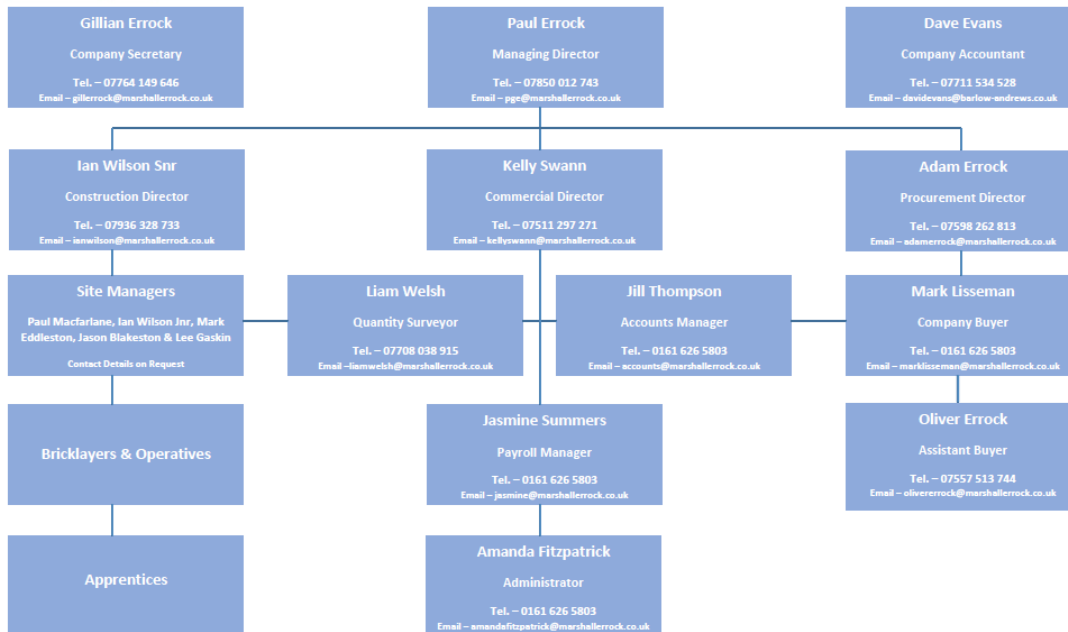 Gillian Errock
Company Secretary
Tel. – 07764 149 646
Email – gillerrock@marshallerrock.co.uk
Paul Errock
Managing Director
Tel. – 07850 012 743
Email – pge@marshallerrock.co.uk
Dave Evans
Company Accountant
Tel. – 07711 534 528
Email – davidevans@barlow-andrews.co.uk
Ian Wilson Snr
Construction Director
Tel. – 07936 328 733
Email – ianwilson@marshallerrock.co.uk
Kelly Swann
Commercial Director
Tel. – 07511 297 271
Email – kellyswann@marshallerrock.co.uk
Adam Errock
Procurement Director
Tel. – 07598 262 813
Email – adamerrock@marshallerrock.co.uk
Site Managers
Paul Macfarlane, Ian Wilson Jnr, Mark
Eddleston, Jason Blakeston & Lee Gaskin
Contact Details on Request
Liam Welsh
Quantity Surveyor
Tel. – 07708 038 915
Email –liamwelsh@marshallerrock.co.uk
Jill Thompson
Accounts Manager
Tel. – 0161 626 5803
Email – accounts@marshallerrock.co.uk
Mark Lisseman
Company Buyer
Tel. – 0161 626 5803
Email – marklisseman@marshallerrock.co.uk
Bricklayers & Operatives
Jasmine Summers
Payroll Manager
Tel. – 0161 626 5803
Email – jasmine@marshallerrock.co.uk
Oliver Errock
Assistant Buyer
Tel. – 07557 513 744
Email – olivererrock@marshallerrock.co.uk
Apprentices
Amanda Fitzpatrick
Administrator
Tel. – 0161 626 5803
Email – amandafitzpatrick@marshallerrock.co.uk